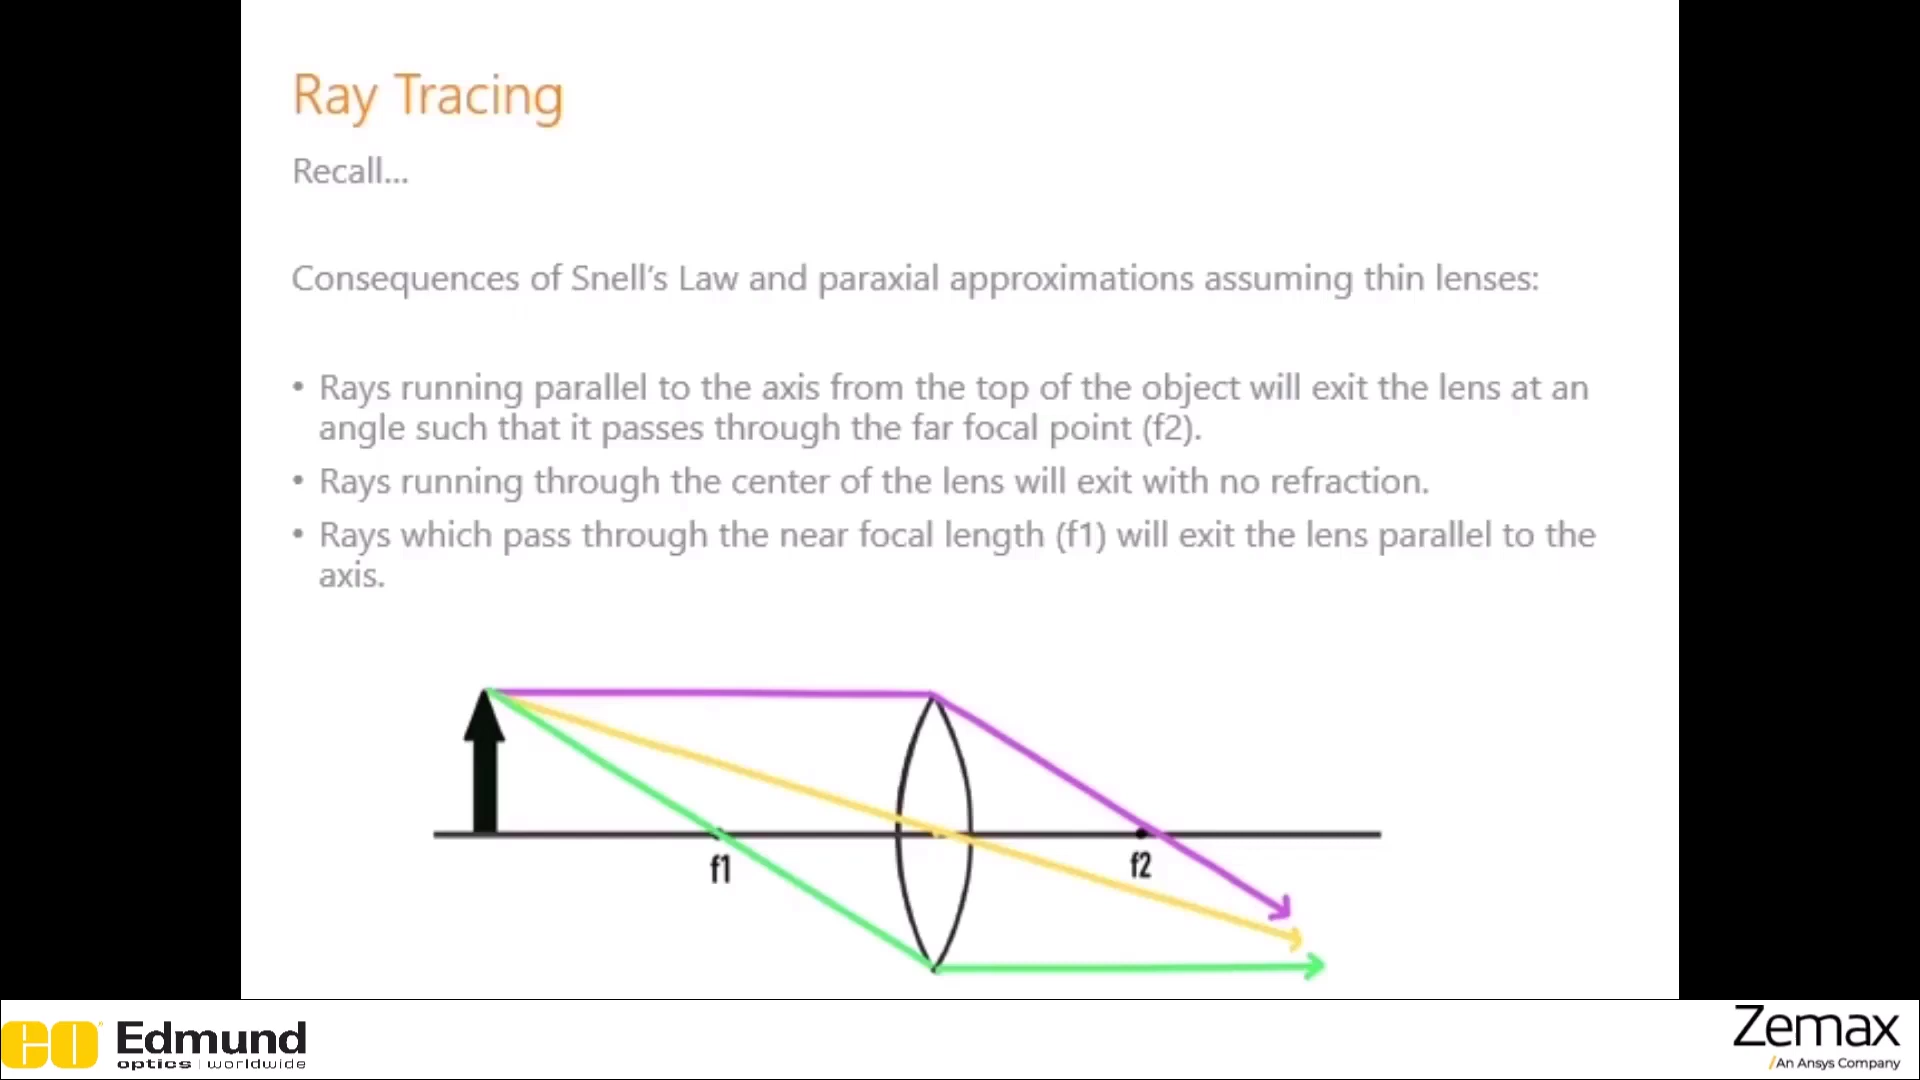 Ray Tracing
Recall...
Consequences of Snell's Law and paraxial approximations assuming thin lenses:
• Rays running parallel to the axis from the top of the object will exit the lens at an
angle such that it passes through the far focal point (f2).
• Rays running through the center of the lens will exit with no refraction.
• Rays which pass through the near focal length (f1) will exit the lens parallel to the
axis.
f1
f2
EO Edmund
optics | worldwide
Zemax
/An Ansys Company